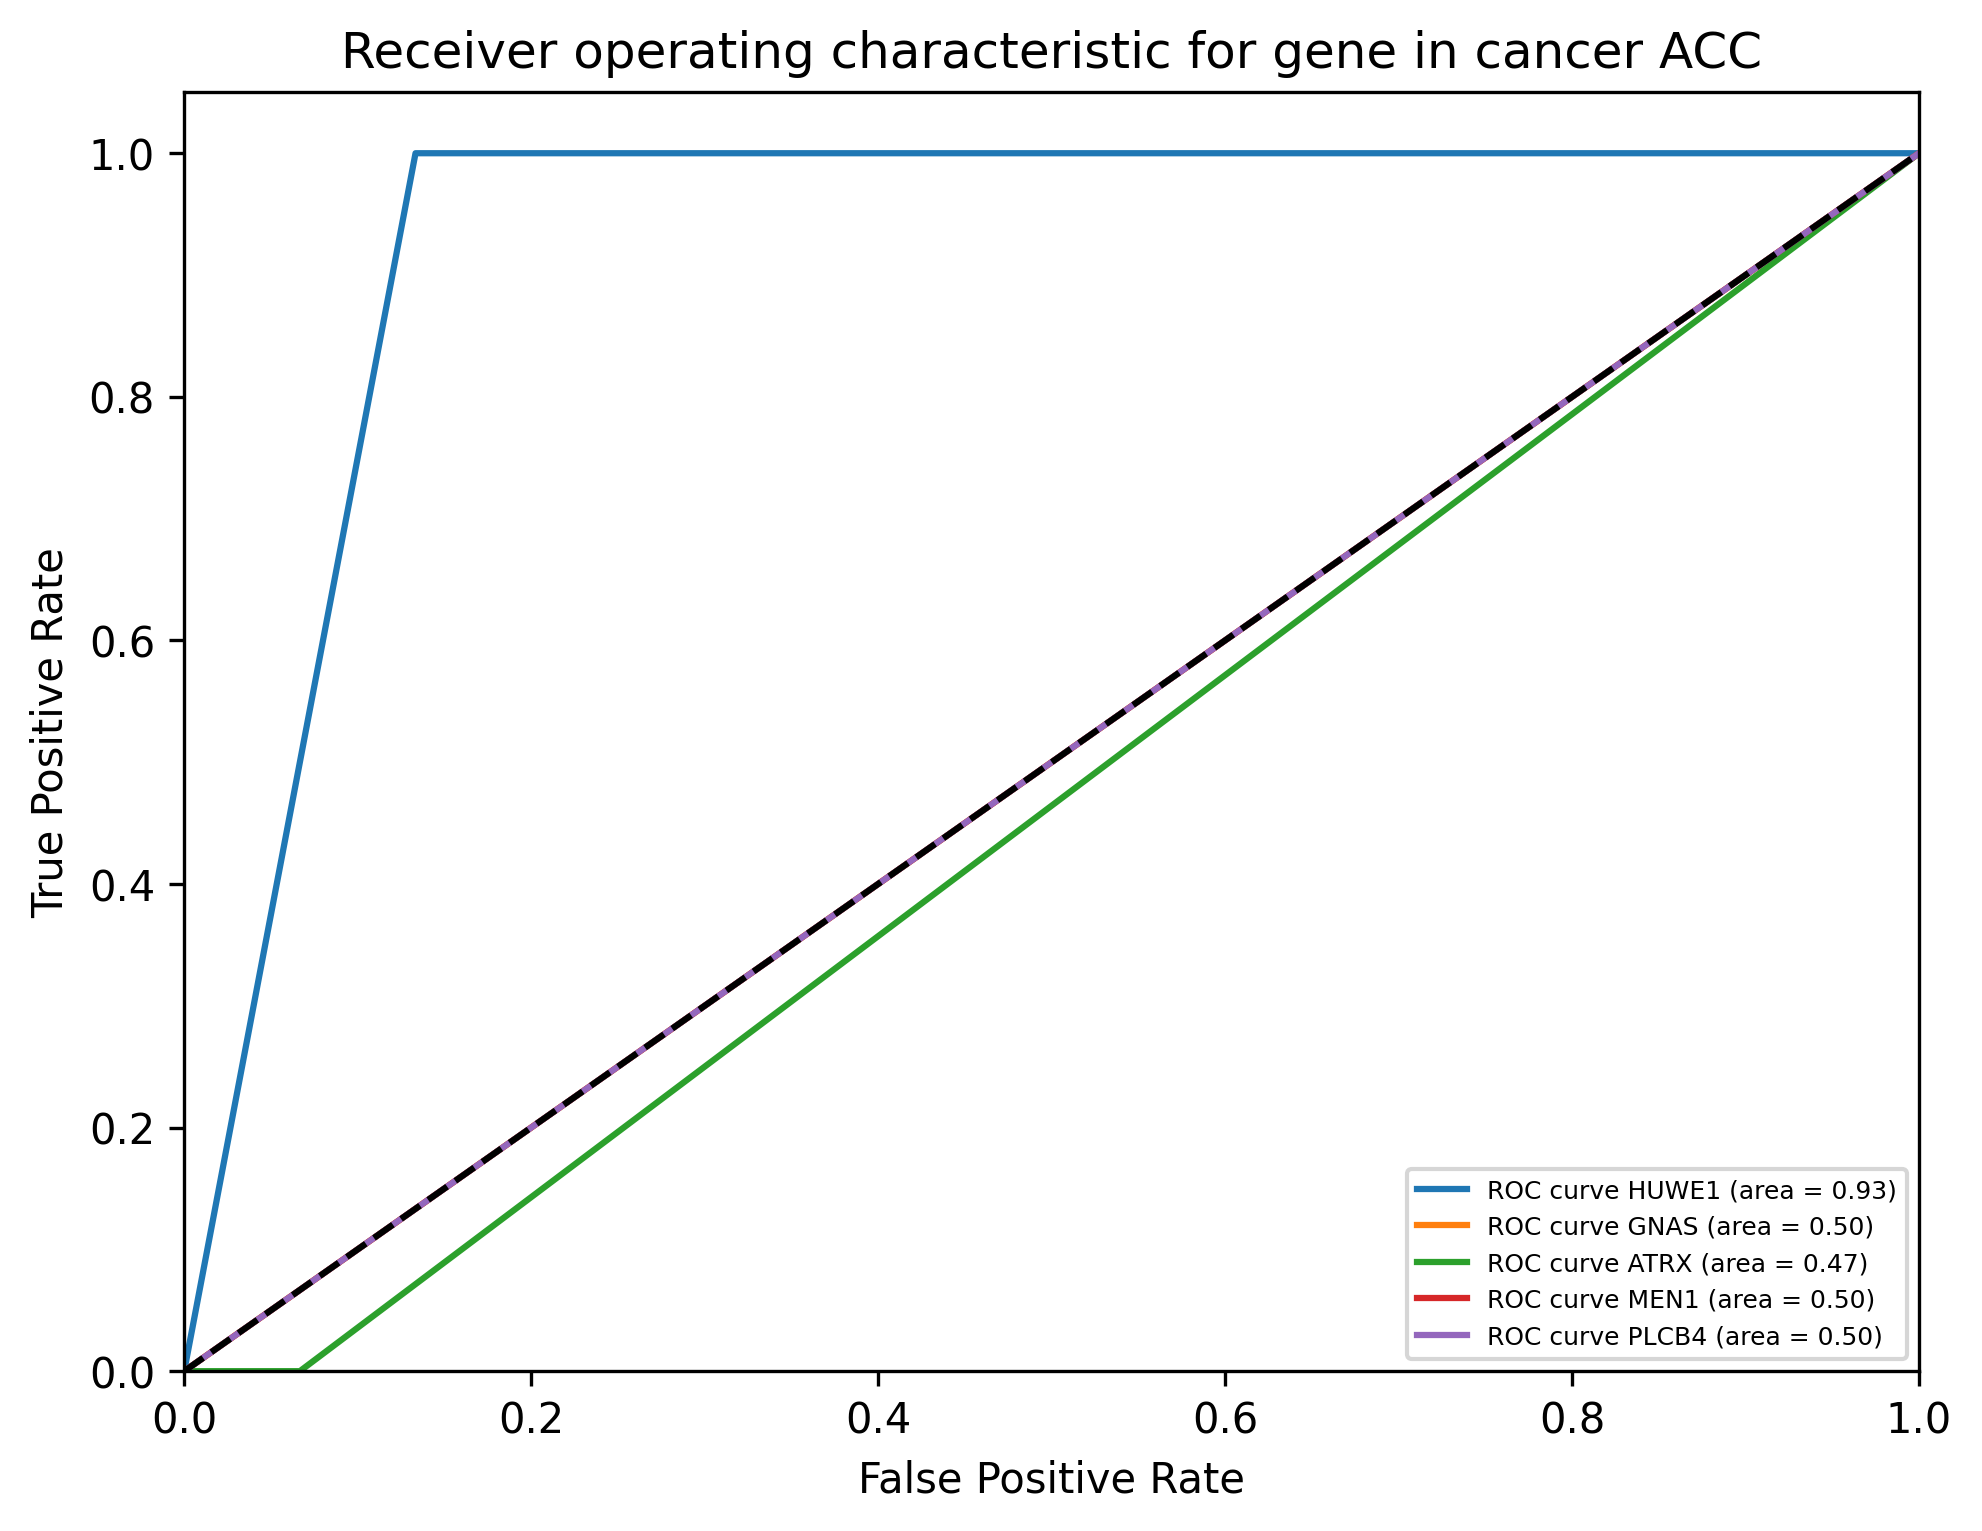 Receiver operating characteristic for gene in cancer ACC
True Positive Rate
1.0
0.8
0.6
0.4
0.2
0.0
0.0 0.2 0.4 0.6 0.8 1.0
False Positive Rate
ROC curve HUWE1 (area = 0.93)
ROC curve GNAS (area = 0.50)
ROC curve ATRX (area = 0.47)
ROC curve MEN1 (area = 0.50)
ROC curve PLCB4 (area = 0.50)